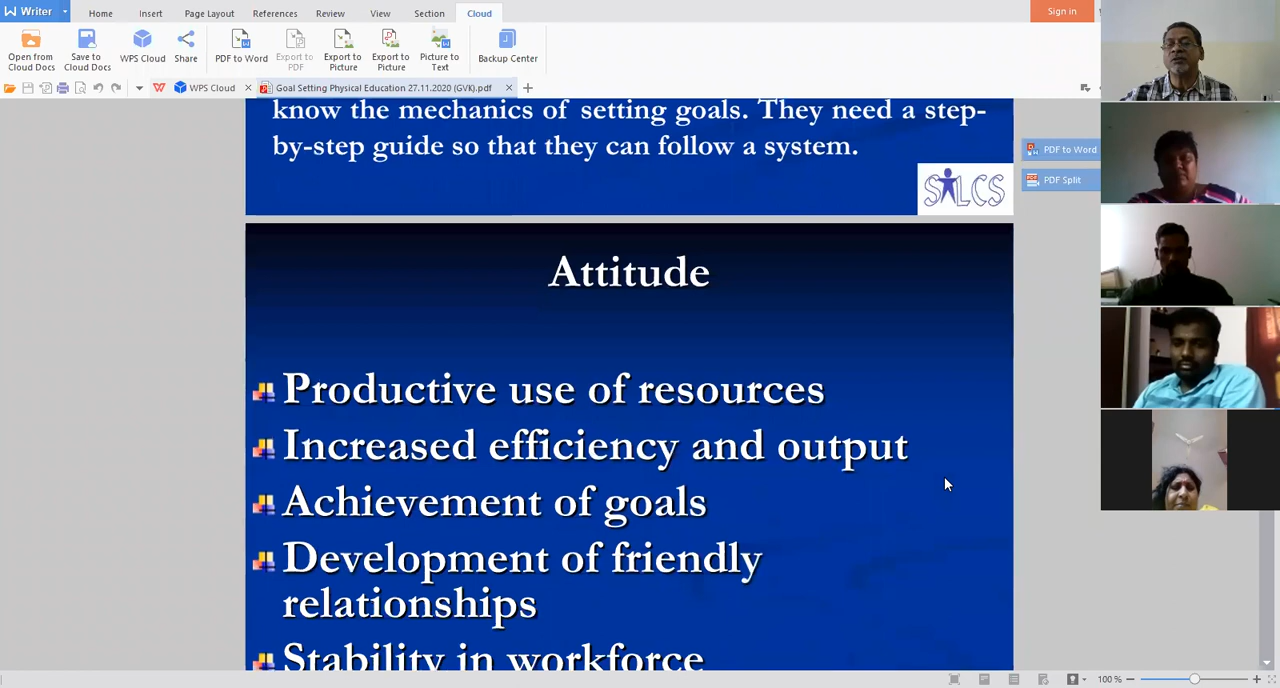 Writer
Home Insert Page Layout References Review View Section Cloud
Sign in
Open from Cloud Docs
Save to Cloud Docs
WPS Cloud
Share
PDF to Word
Export to PDF
Export to Picture
Export to Picture
Picture to Text
Backup Center
WPS Cloud
Goal Setting Physical Education 27.11.2020 (GVK).pdf
know the mechanics of setting goals. They need a step-
by-step guide so that they can follow a system.
PDF to Word
PDF Split
SALCS
Attitude
Productive use of resources
Increased efficiency and output
Achievement of goals
Development of friendly
relationships
Stability in workforce
100 %